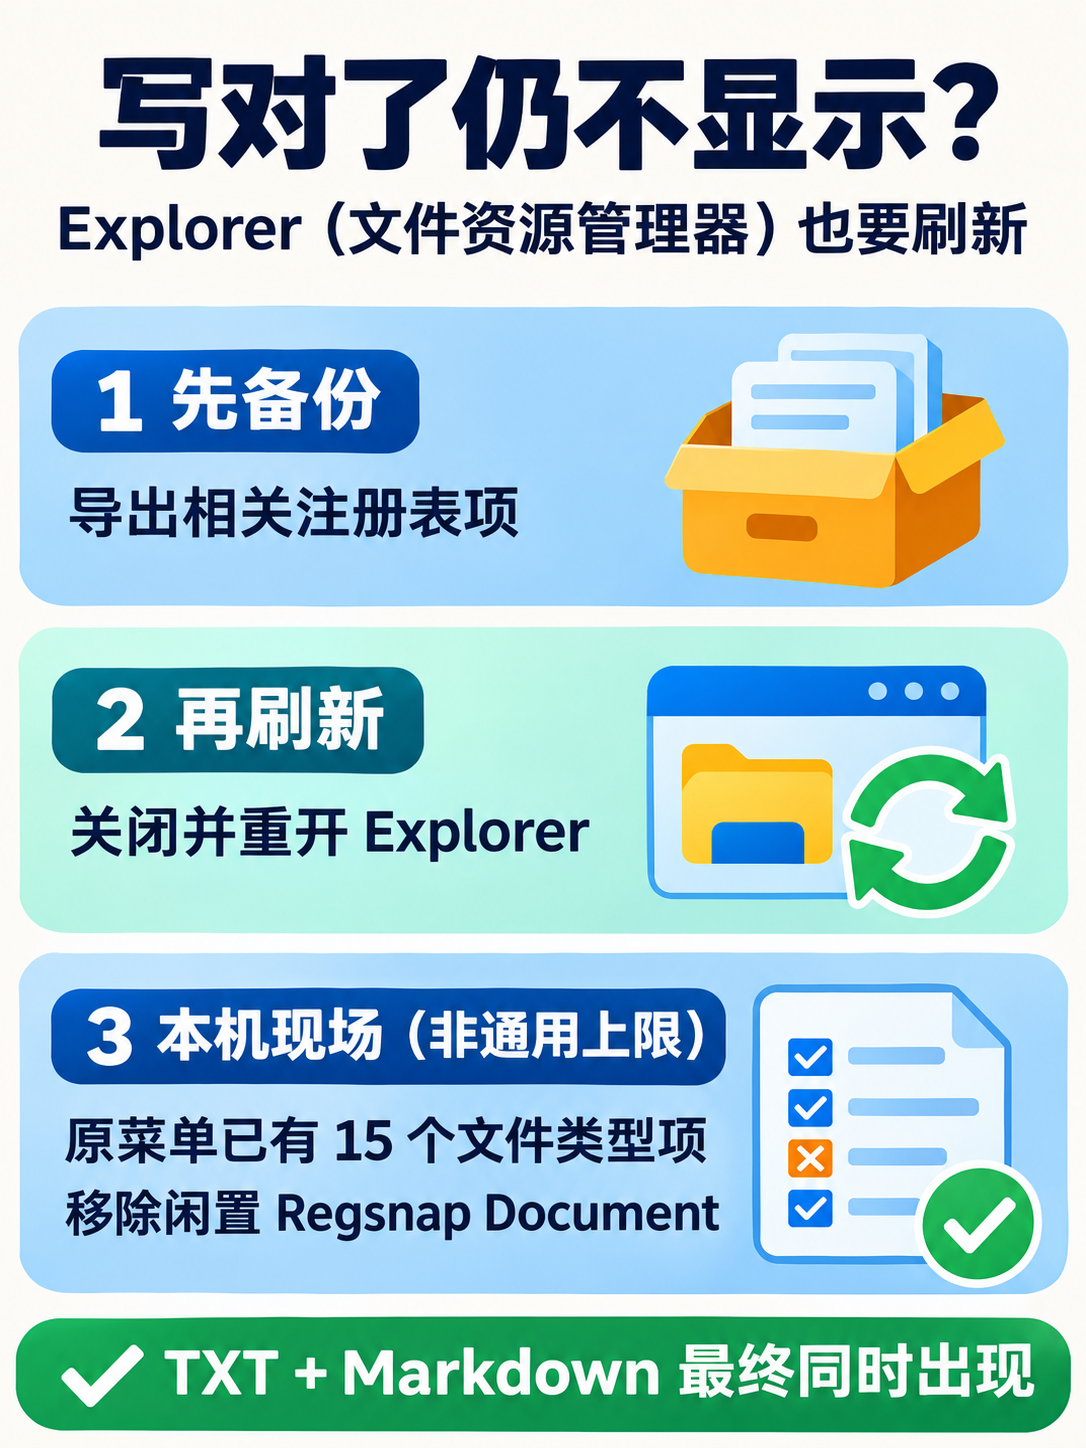 写对了仍不显示？
Explorer（文件资源管理器）也要刷新
1 先备份
导出相关注册表项
2 再刷新
关闭并重开 Explorer
3 本机现场（非通用上限）
原菜单已有 15 个文件类型项
移除闲置 Regsnap Document
TXT + Markdown 最终同时出现